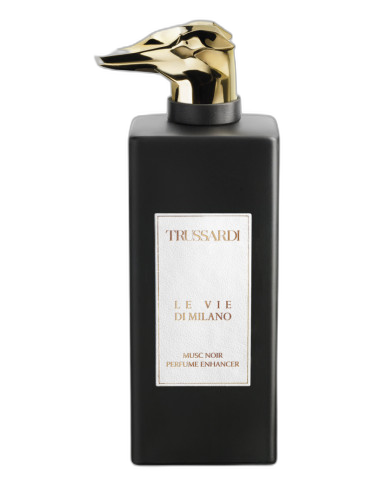 TRUSSARDI
LE VIE
DI MILANO
MUSC NOIR
PERFUME ENHANCER